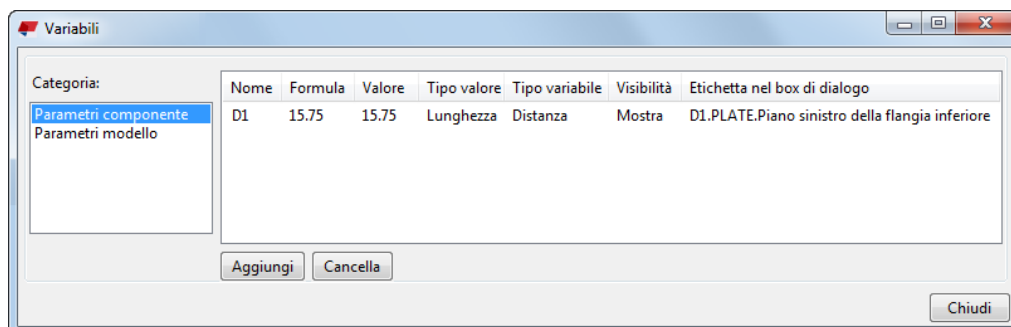 Variabili
Categoria:
Parametri componente
Parametri modello
Nome Formula Valore Tipo valore Tipo variabile Visibilità Etichetta nel box di dialogo
D1 15.75 15.75 Lunghezza Distanza Mostra D1.PLATE.Piano sinistro della flangia inferiore
Aggiungi Cancella
Chiudi